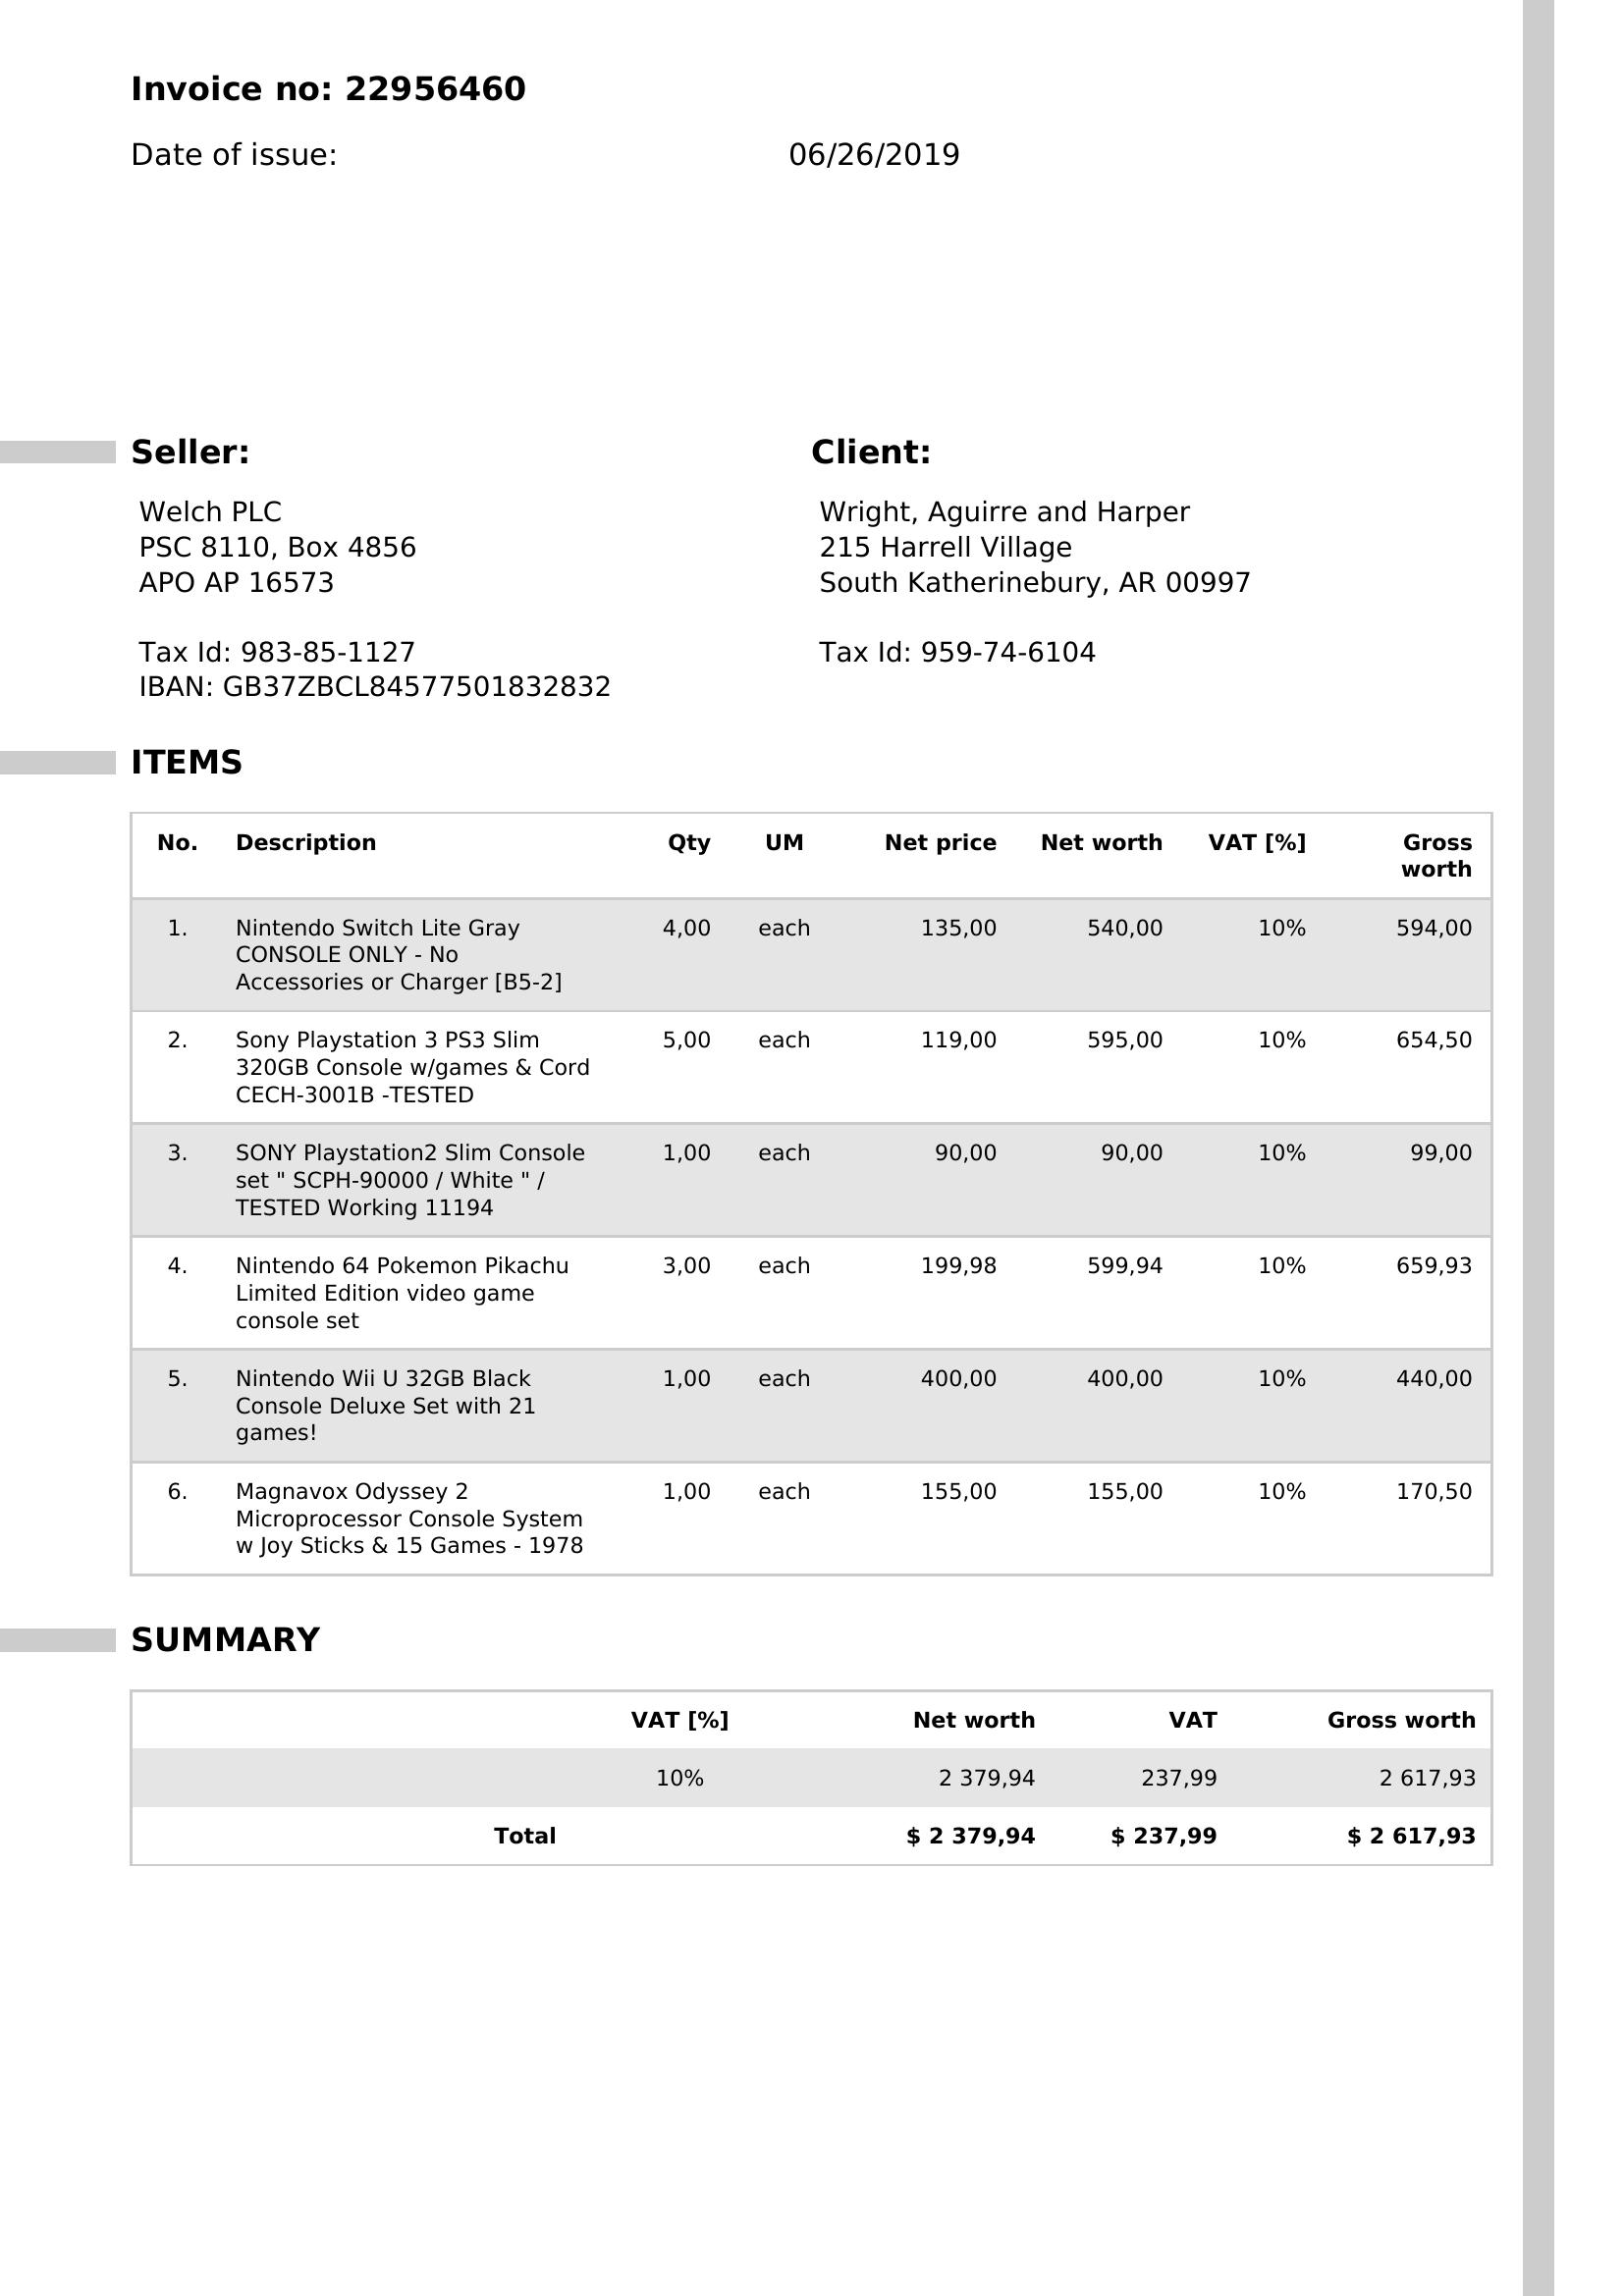 Invoice no: 22956460
Date of issue: 06/26/2019
Seller: Client:
Welch PLC Wright, Aguirre and Harper
PSC 8110, Box 4856 215 Harrell Village
APO AP 16573 South Katherinebury, AR 00997
Tax Id: 983-85-1127 Tax Id: 959-74-6104
IBAN: GB37ZBCL84577501832832
ITEMS
No. Description Qty UM Net price Net worth VAT [%] Gross
worth
1. Nintendo Switch Lite Gray 4,00 each 135,00 540,00 10% 594,00
CONSOLE ONLY - No
Accessories or Charger [B5-2]
2. Sony Playstation 3 PS3 Slim 5,00 each 119,00 595,00 10% 654,50
320GB Console w/games & Cord
CECH-3001B -TESTED
3. SONY Playstation2 Slim Console 1,00 each 90,00 90,00 10% 99,00
set " SCPH-90000 / White " /
TESTED Working 11194
4. Nintendo 64 Pokemon Pikachu 3,00 each 199,98 599,94 10% 659,93
Limited Edition video game
console set
5. Nintendo Wii U 32GB Black 1,00 each 400,00 400,00 10% 440,00
Console Deluxe Set with 21
games!
6. Magnavox Odyssey 2 1,00 each 155,00 155,00 10% 170,50
Microprocessor Console System
w Joy Sticks & 15 Games - 1978
SUMMARY
VAT [%] Net worth VAT Gross worth
10% 2 379,94 237,99 2 617,93
Total $ 2 379,94 $ 237,99 $ 2 617,93